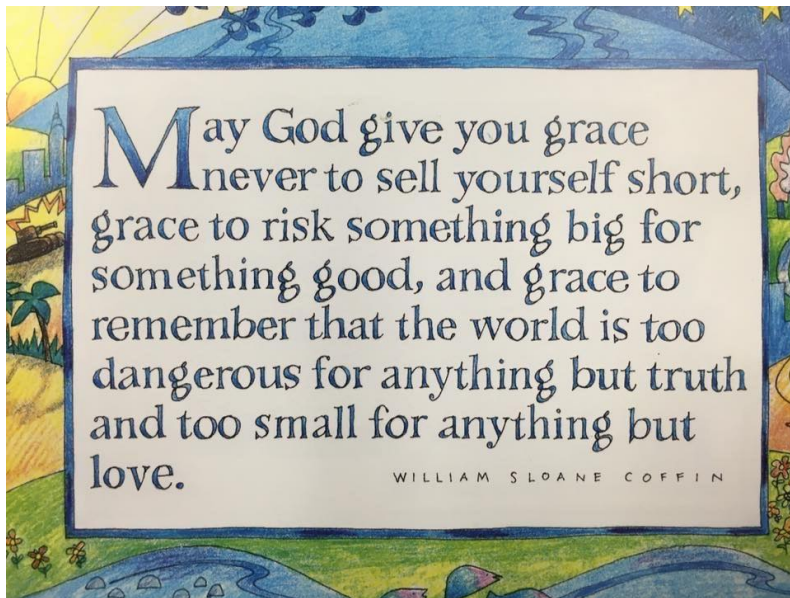 May God give you grace
never to sell yourself short,
grace to risk something big for
something good, and grace to
remember that the world is too
dangerous for anything but truth
and too small for anything but
love.
WILLIAM SLOANE COFFIN